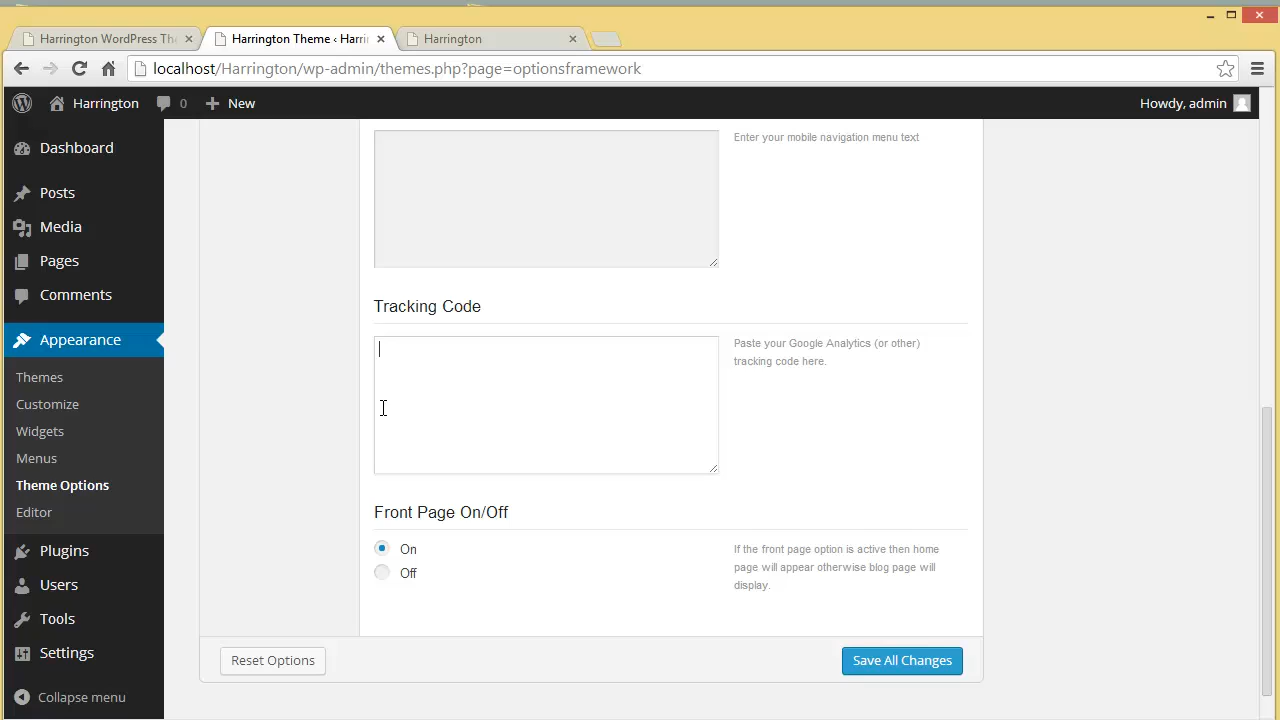 Harrington WordPress Th
Harrington Theme ‹ Harri
Harrington
localhost/Harrington/wp-admin/themes.php?page=optionsframework
Harrington
0
New
Howdy, admin
Dashboard
Posts
Media
Pages
Comments
Appearance
Themes
Customize
Widgets
Menus
Theme Options
Editor
Plugins
Users
Tools
Settings
Collapse menu
Enter your mobile navigation menu text
Tracking Code
Paste your Google Analytics (or other)
tracking code here.
Front Page On/Off
On
Off
If the front page option is active then home
page will appear otherwise blog page will
display.
Reset Options
Save All Changes